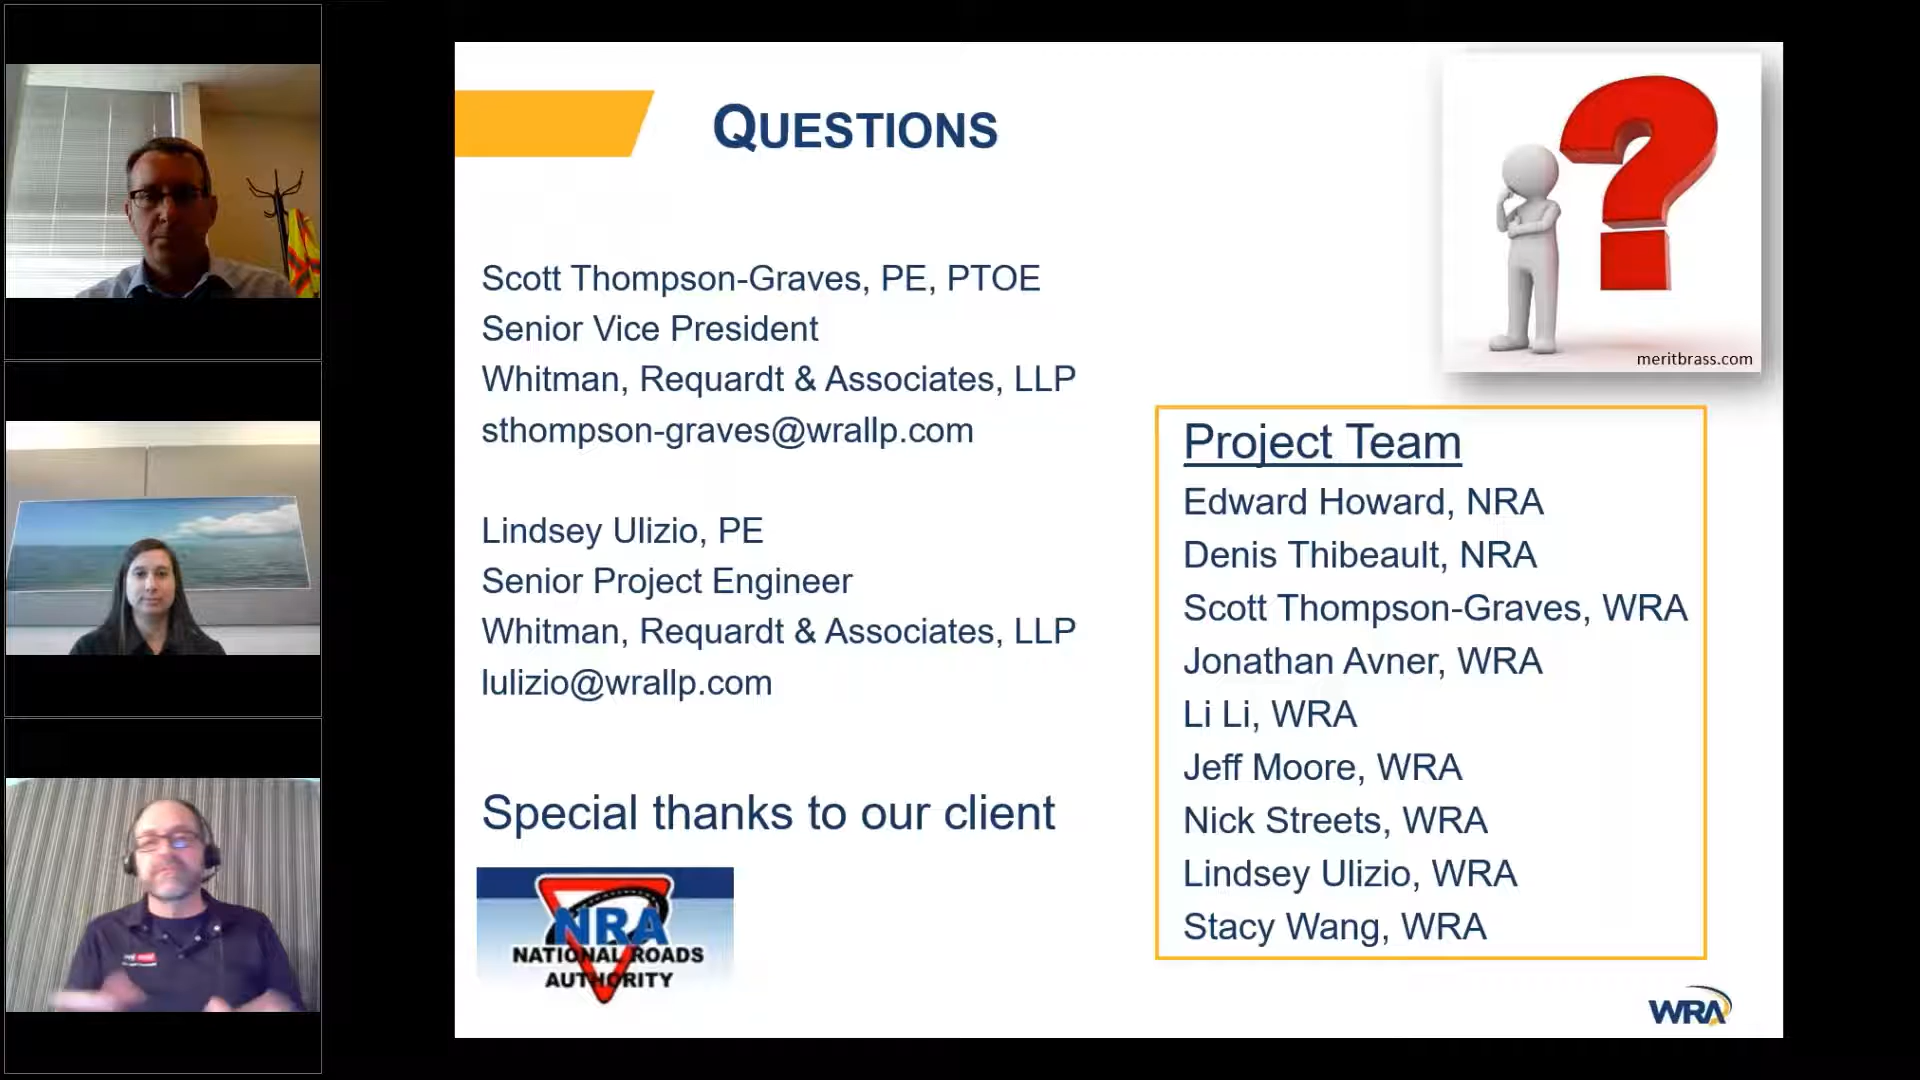 QUESTIONS
meritbrass.com
Scott Thompson-Graves, PE, PTOE
Senior Vice President
Whitman, Requardt & Associates, LLP
sthompson-graves@wrallp.com
Lindsey Ulizio, PE
Senior Project Engineer
Whitman, Requardt & Associates, LLP
lulizio@wrallp.com
Special thanks to our client
NRA
NATIONAL ROADS
AUTHORITY
Project Team
Edward Howard, NRA
Denis Thibeault, NRA
Scott Thompson-Graves, WRA
Jonathan Avner, WRA
Li Li, WRA
Jeff Moore, WRA
Nick Streets, WRA
Lindsey Ulizio, WRA
Stacy Wang, WRA
WRA